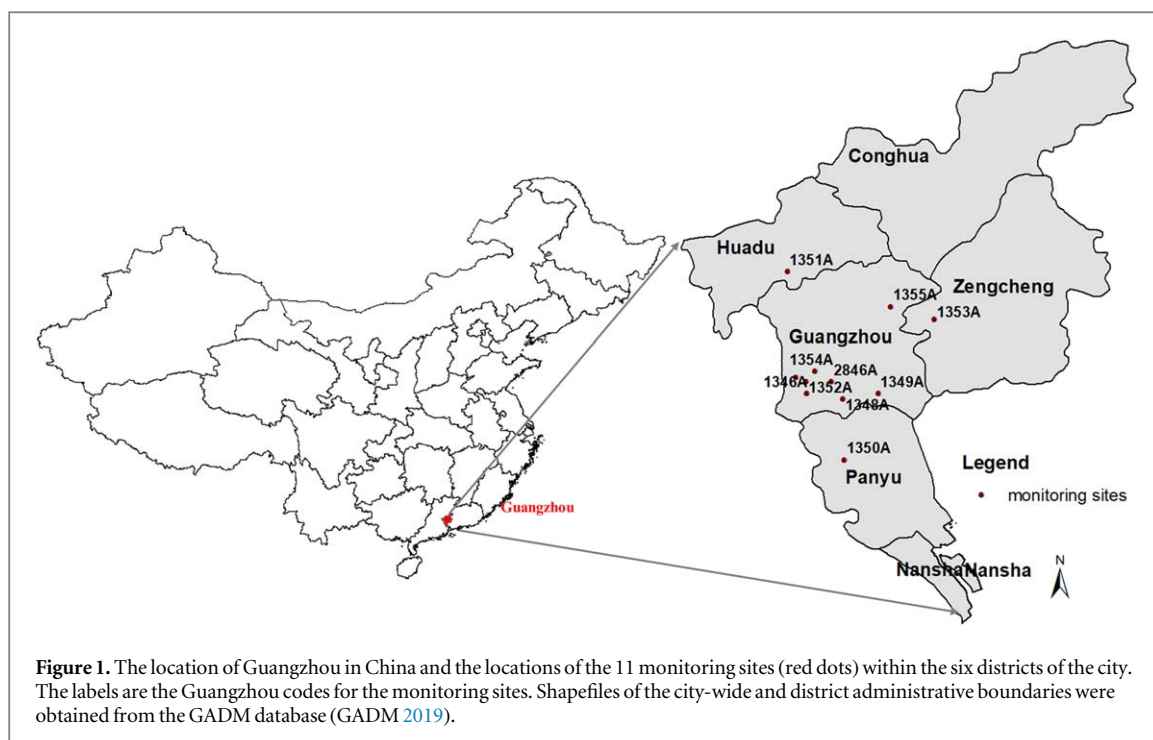 Conghua
Huadu
1351A
Zengcheng
1355A
1353A
Guangzhou
1354A
2846A
1346A
1352A
1349A
1348A
1350A
Panyu
Legend
monitoring sites
Guangzhou
NanshaNansha
N
Figure 1. The location of Guangzhou in China and the locations of the 11 monitoring sites (red dots) within the six districts of the city.
The labels are the Guangzhou codes for the monitoring sites. Shapefiles of the city-wide and district administrative boundaries were
obtained from the GADM database (GADM 2019).